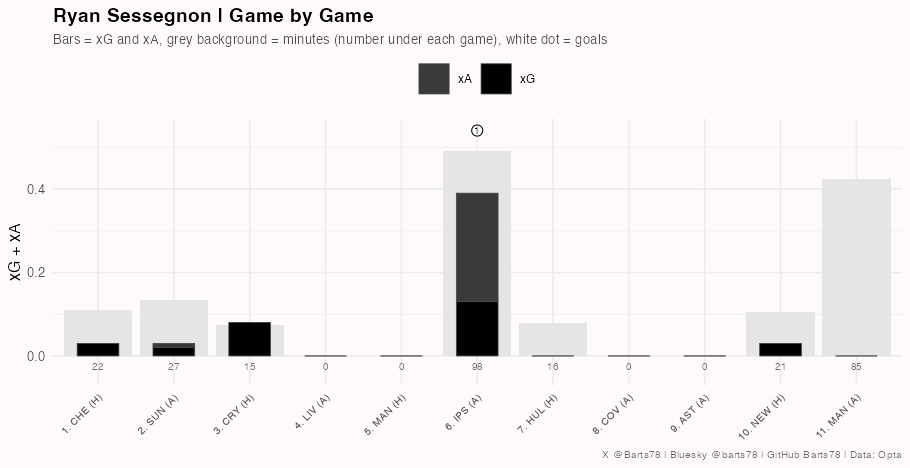 Ryan Sessegnon | Game by Game
Bars = xG and xA, grey background = minutes (number under each game), white dot = goals
xA xG
1
xG + xA
0.4
0.2
0.0
22 27 15 0 0 98 16 0 0 21 85
1. CHE (H) 2. SUN (A) 3. CRY (H) 4. LIV (A) 5. MAN (H) 6. IPS (A) 7. HUL (H) 8. COV (A) 9. AST (A) 10. NEW (H) 11. MAN (A)
X @Barts78 | Bluesky @barts78 | GitHub Barts78 | Data: Opta